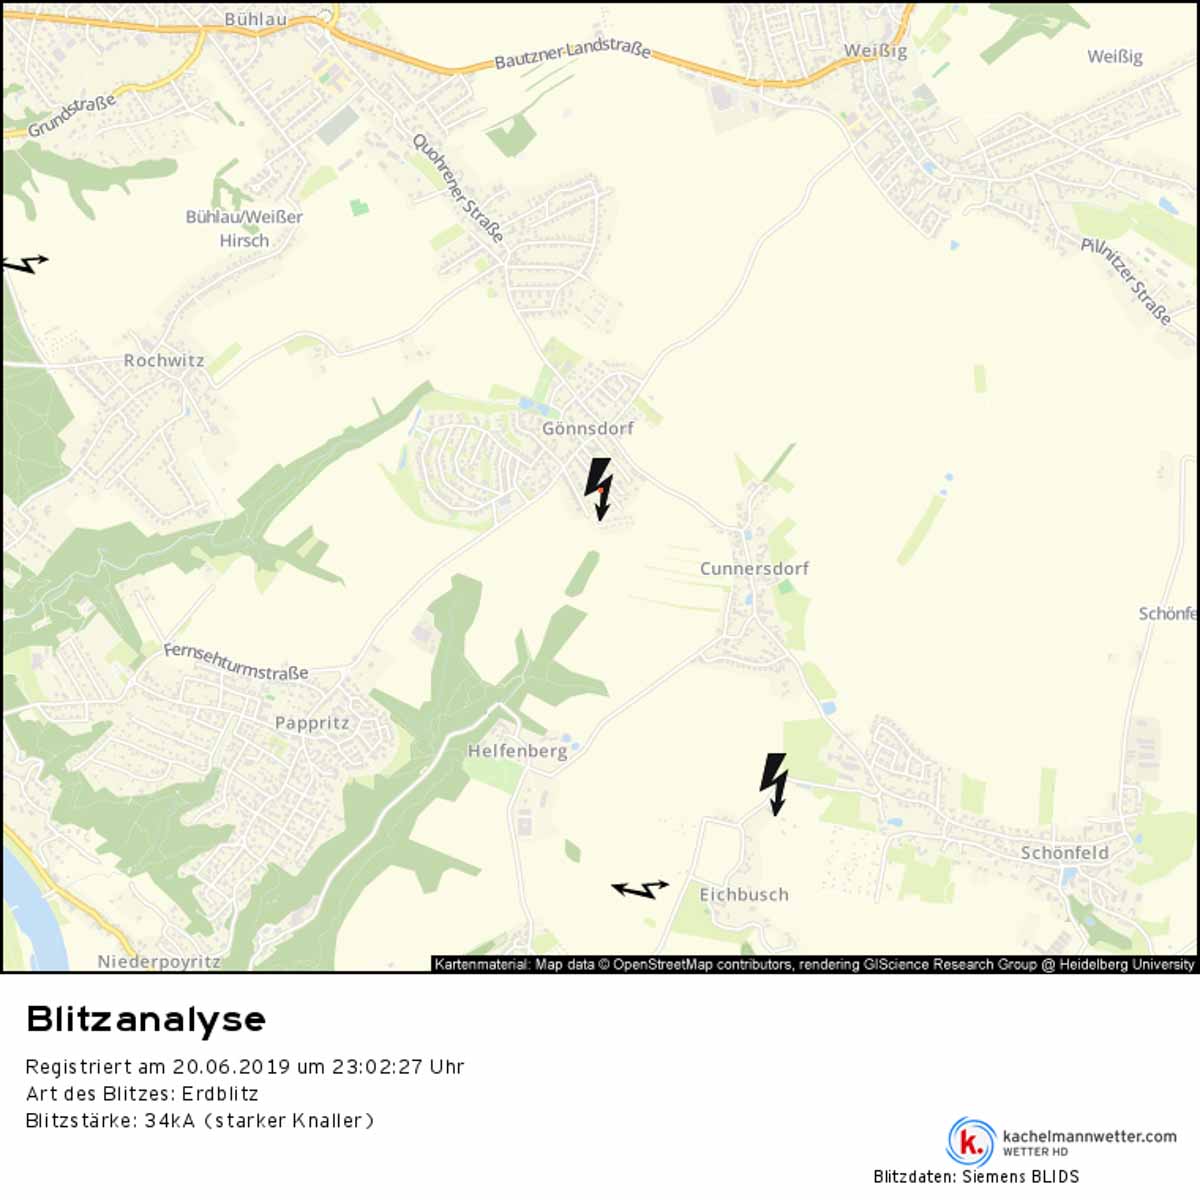 Bühlau
Bautzner Landstraße
Weißig
Weißig
Grundstraße
Quohrener Straße
Bühlau/Weißer
Hirsch
Pillnitzer Straße
Rochwitz
Gönnsdorf
Cunnersdorf
Schönfe
Fernsehturmstraße
Pappritz
Helfenberg
Schönfeld
Eichbusch
Niederpoyritz
Kartenmaterial: Map data © OpenStreetMap contributors, rendering GIScience Research Group @ Heidelberg University
Blitzanalyse
Registriert am 20.06.2019 um 23:02:27 Uhr
Art des Blitzes: Erdblitz
Blitzstärke: 34kA (starker Knaller)
k.
kachelmannwetter.com
WETTER HD
Blitzdaten: Siemens BLIDS